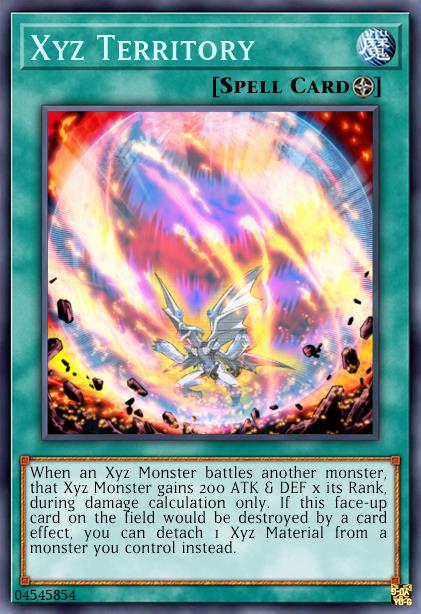 Xyz Territory
[Spell Card]
When an Xyz Monster battles another monster,
that Xyz Monster gains 200 ATK & DEF x its Rank,
during damage calculation only. If this face-up
card on the field would be destroyed by a card
effect, you can detach 1 Xyz Material from a
monster you control instead.
04545854